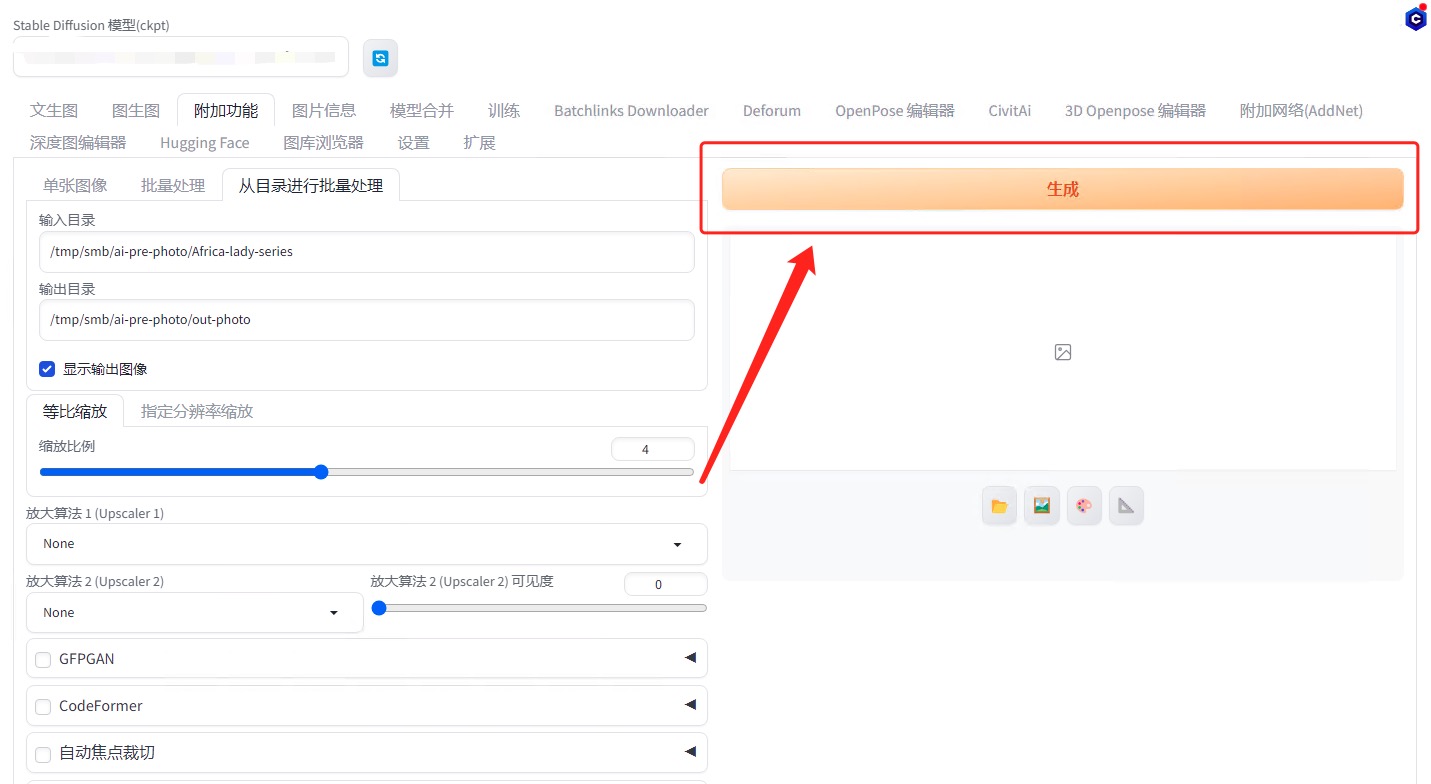 Stable Diffusion 模型(ckpt)
文生图 图生图 附加功能 图片信息 模型合并 训练 Batchlinks Downloader Deforum OpenPose 编辑器 CivitAi 3D Openpose 编辑器 附加网络(AddNet)
深度图编辑器 Hugging Face 图库浏览器 设置 扩展
单张图像 批量处理 从目录进行批量处理
生成
输入目录
/tmp/smb/ai-pre-photo/Africa-lady-series
输出目录
/tmp/smb/ai-pre-photo/out-photo
显示输出图像
等比缩放 指定分辨率缩放
缩放比例 4
放大算法 1 (Upscaler 1)
None
放大算法 2 (Upscaler 2) 放大算法 2 (Upscaler 2) 可见度 0
None
GFPGAN
CodeFormer
自动焦点裁切